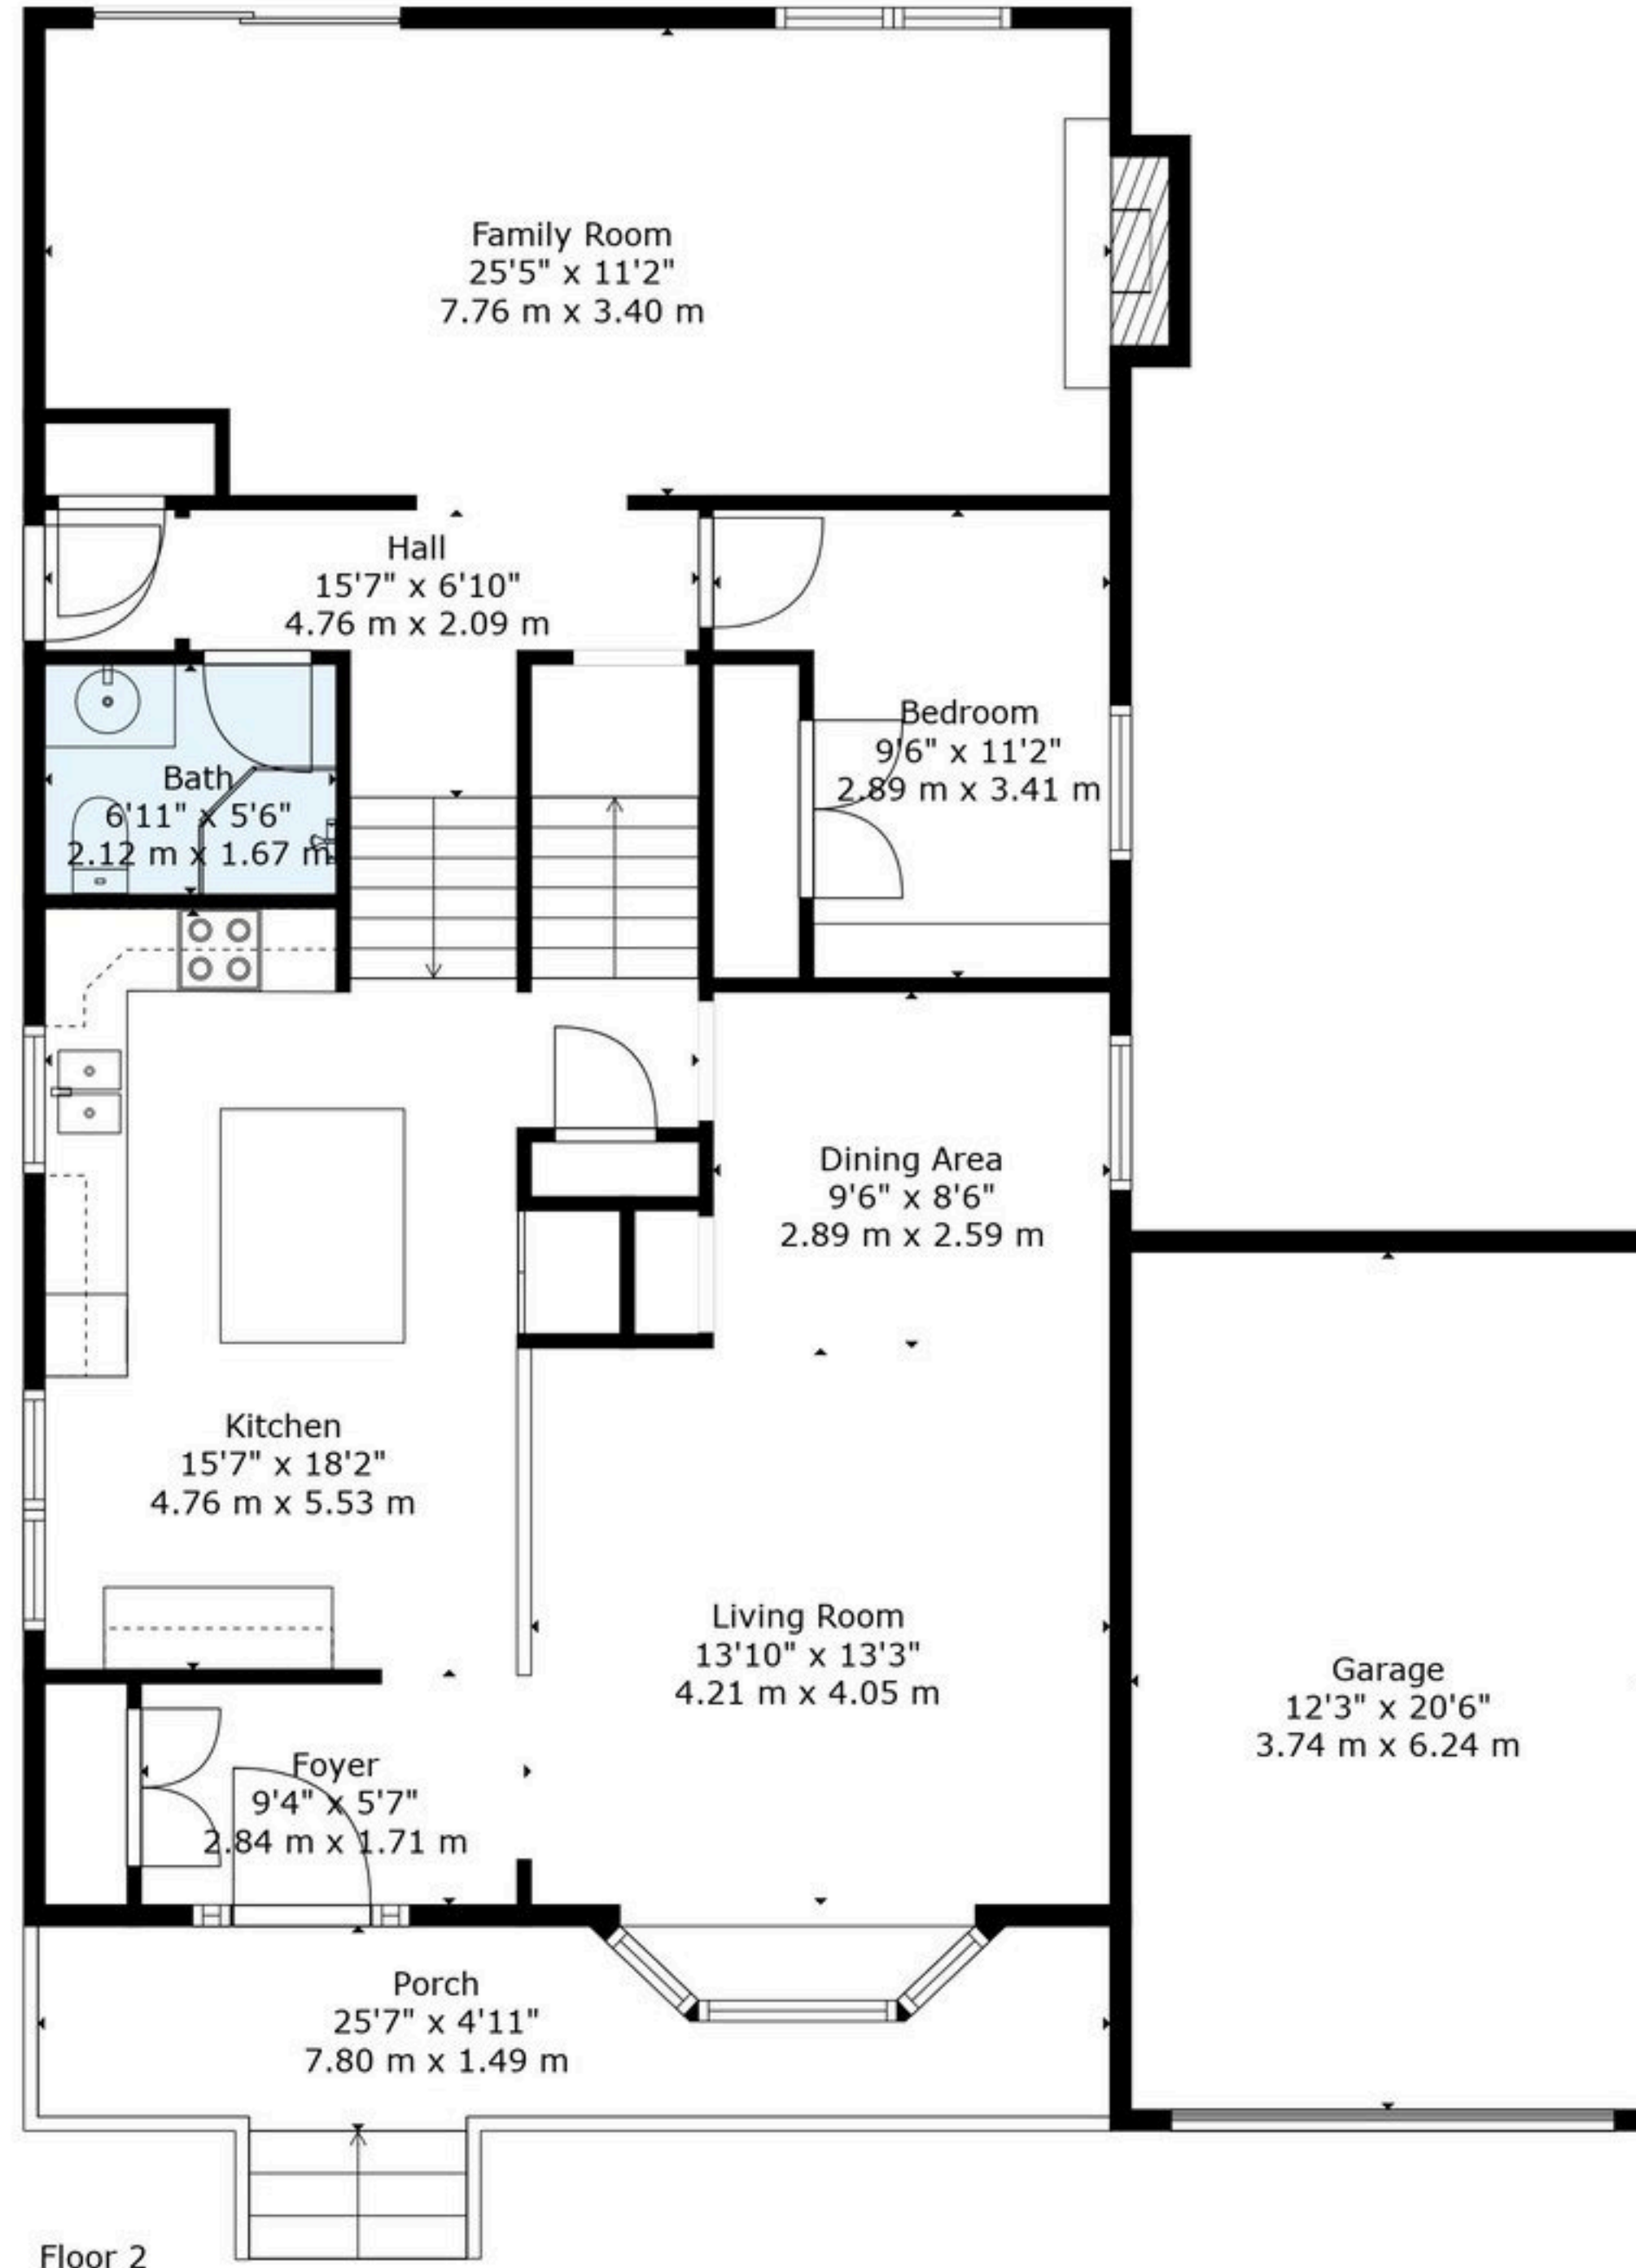 Family Room
25'5" x 11'2"
7.76 m x 3.40 m
Hall
15'7" x 6'10"
4.76 m x 2.09 m
Bedroom
9'6" x 11'2"
2.89 m x 3.41 m
Bath
6'11" x 5'6"
2.12 m x 1.67 m
Dining Area
9'6" x 8'6"
2.89 m x 2.59 m
Kitchen
15'7" x 18'2"
4.76 m x 5.53 m
Living Room
13'10" x 13'3"
4.21 m x 4.05 m
Garage
12'3" x 20'6"
3.74 m x 6.24 m
Foyer
9'4" x 5'7"
2.84 m x 1.71 m
Porch
25'7" x 4'11"
7.80 m x 1.49 m
Floor 2